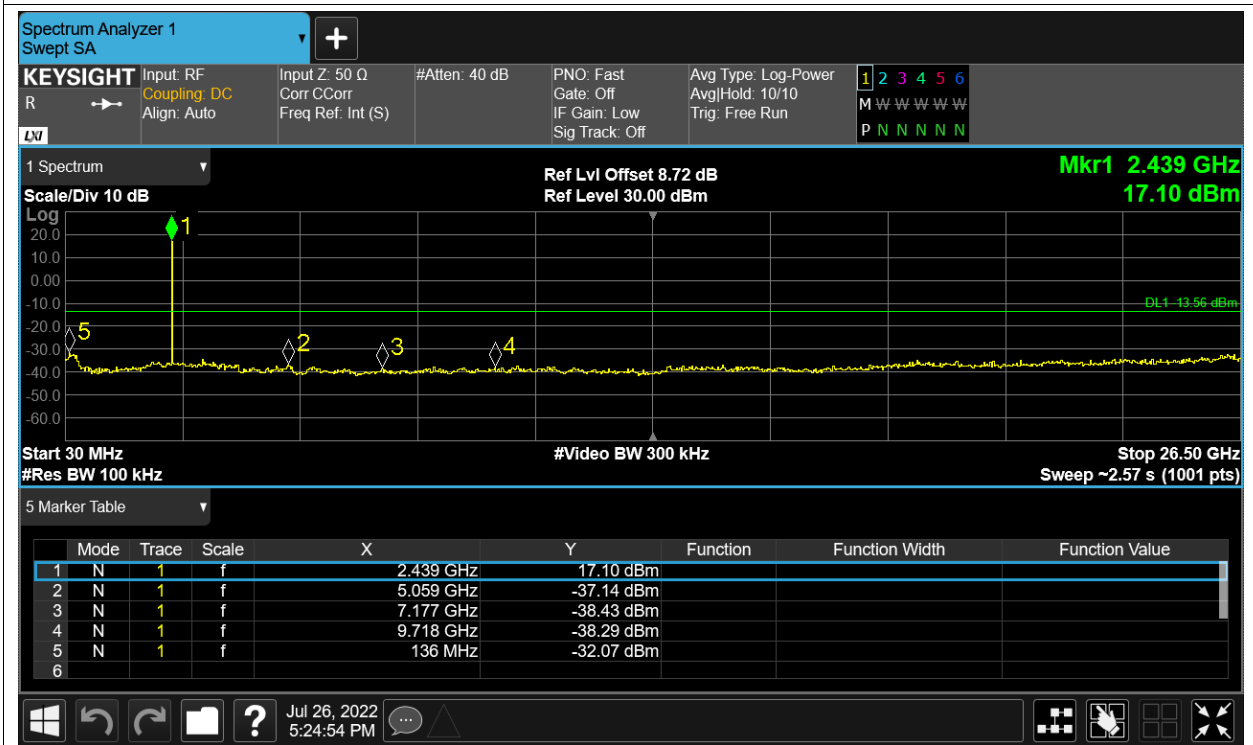 Spectrum Analyzer 1
Swept SA
+
KEYSIGHT Input: RF Input Z: 50 Ω #Atten: 40 dB PNO: Fast Avg Type: Log-Power 1 2 3 4 5 6
R Coupling: DC Corr CCorr Gate: Off Avg|Hold: 10/10 M W W W W W
Align: Auto Freq Ref: Int (S) IF Gain: Low Trig: Free Run
LXI Sig Track: Off P N N N N N
1 Spectrum Ref Lvl Offset 8.72 dB Mkr1 2.439 GHz
Scale/Div 10 dB Ref Level 30.00 dBm 17.10 dBm
Log
20.0 1
10.0
0.00
-10.0 DL1 -13.56 dBm
-20.0 5
-30.0 2 3 4
-40.0
-50.0
-60.0
Start 30 MHz #Video BW 300 kHz Stop 26.50 GHz
#Res BW 100 kHz Sweep ~2.57 s (1001 pts)
5 Marker Table
Mode Trace Scale X Y Function Function Width Function Value
1 N 1 f 2.439 GHz 17.10 dBm
2 N 1 f 5.059 GHz -37.14 dBm
3 N 1 f 7.177 GHz -38.43 dBm
4 N 1 f 9.718 GHz -38.29 dBm
5 N 1 f 136 MHz -32.07 dBm
6
? Jul 26, 2022
5:24:54 PM